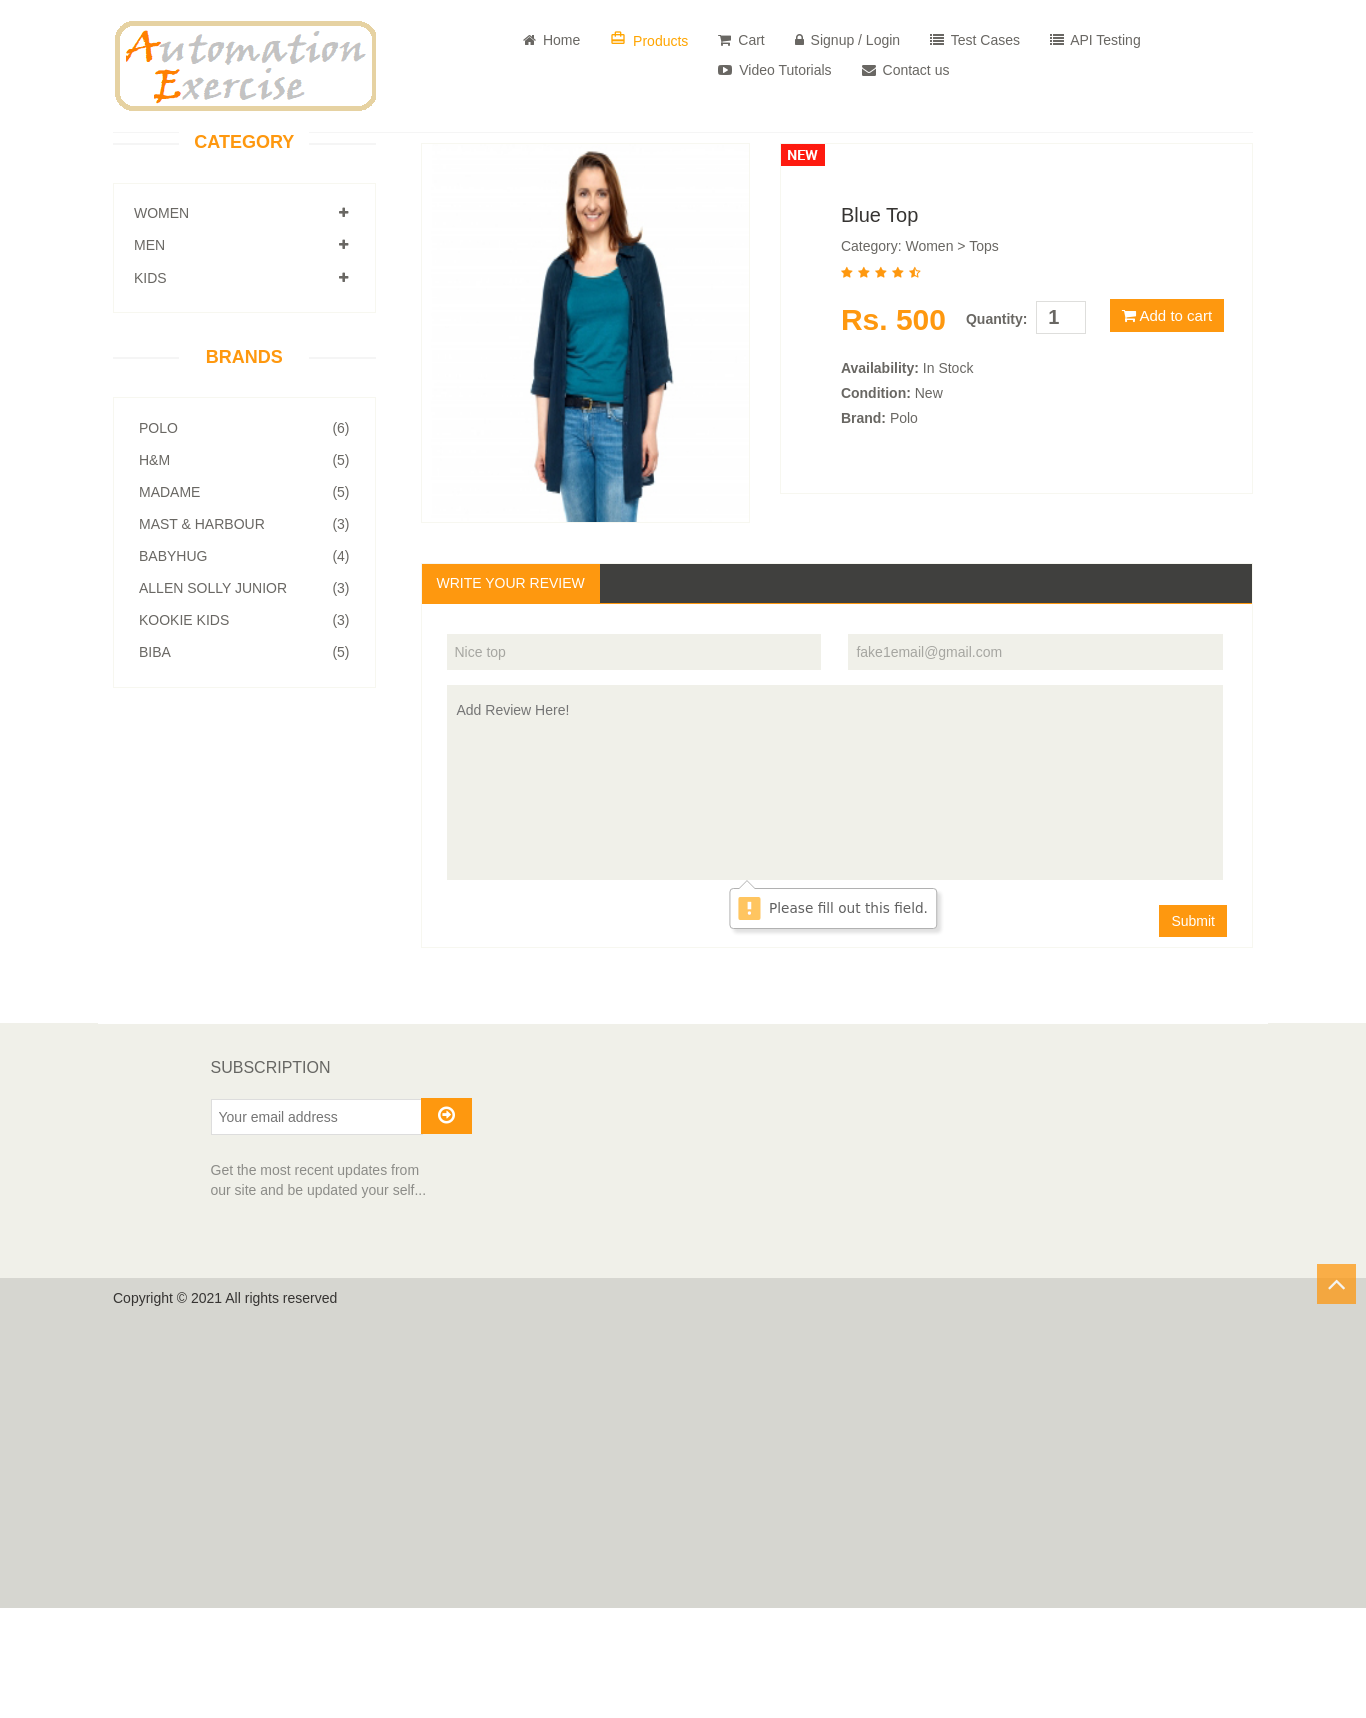 Automation
Exercise
Home
Products
Cart
Signup / Login
Test Cases
API Testing
Video Tutorials
Contact us
CATEGORY
WOMEN
MEN
KIDS
BRANDS
POLO (6)
H&M (5)
MADAME (5)
MAST & HARBOUR (3)
BABYHUG (4)
ALLEN SOLLY JUNIOR (3)
KOOKIE KIDS (3)
BIBA (5)
NEW
Blue Top
Category: Women > Tops
Rs. 500 Quantity: 1 Add to cart
Availability: In Stock
Condition: New
Brand: Polo
WRITE YOUR REVIEW
Nice top
fake1email@gmail.com
Add Review Here!
Please fill out this field.
Submit
SUBSCRIPTION
Your email address
Get the most recent updates from
our site and be updated your self...
Copyright © 2021 All rights reserved